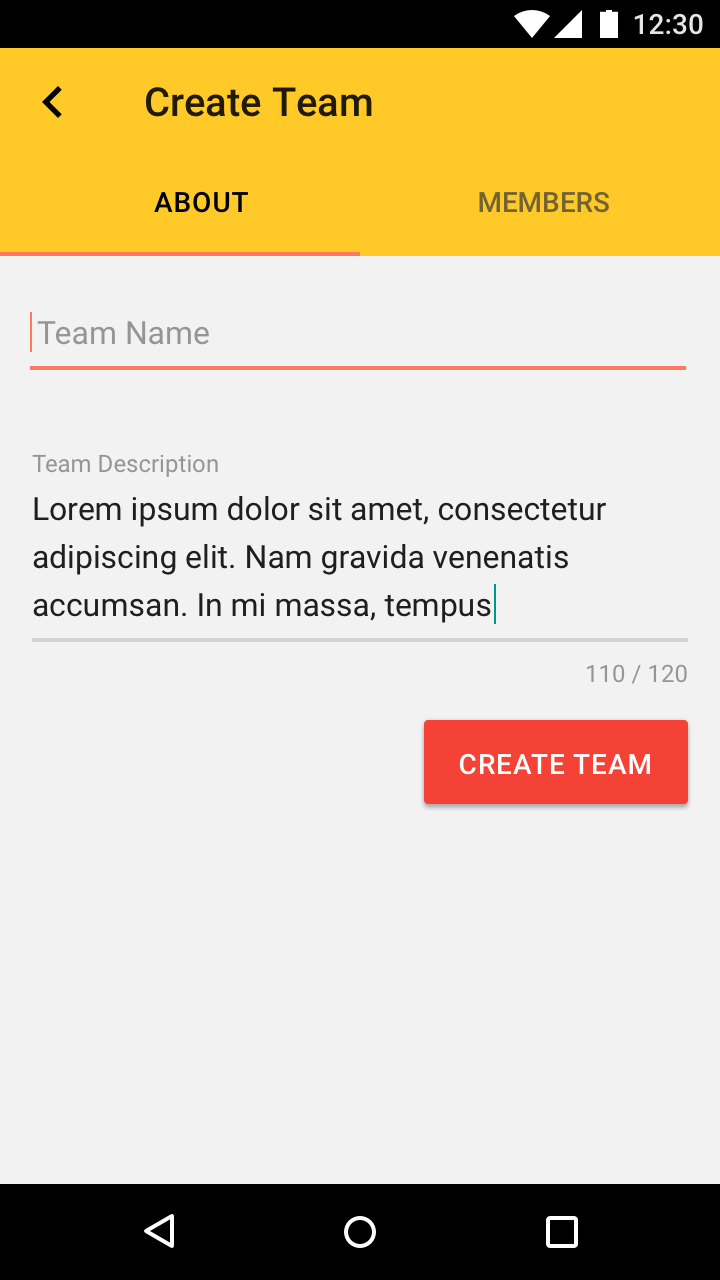 12:30
Create Team
ABOUT MEMBERS
Team Name
Team Description
Lorem ipsum dolor sit amet, consectetur
adipiscing elit. Nam gravida venenatis
accumsan. In mi massa, tempus
110 / 120
CREATE TEAM